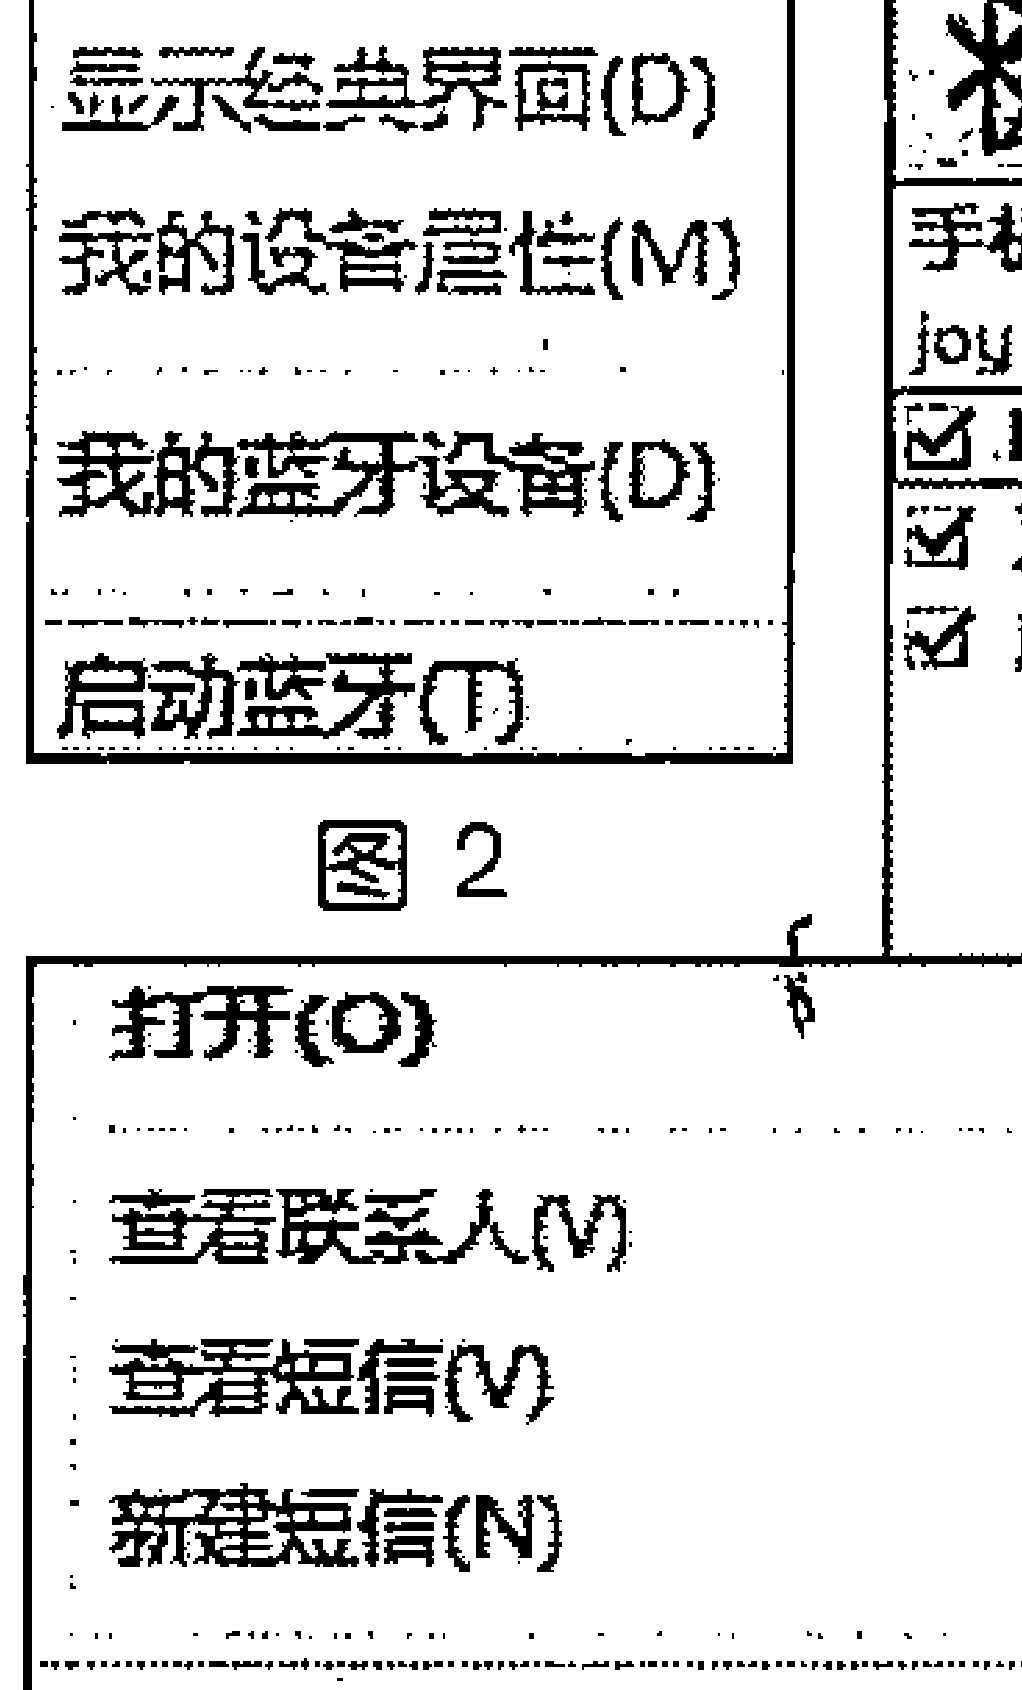 显示经典界面(D)
我的设备属性(M)
我的蓝牙设备(D)
启动蓝牙(T)
图 2
手
joy
打开(O)
查看联系人(V)
查看短信(V)
新建短信(N)